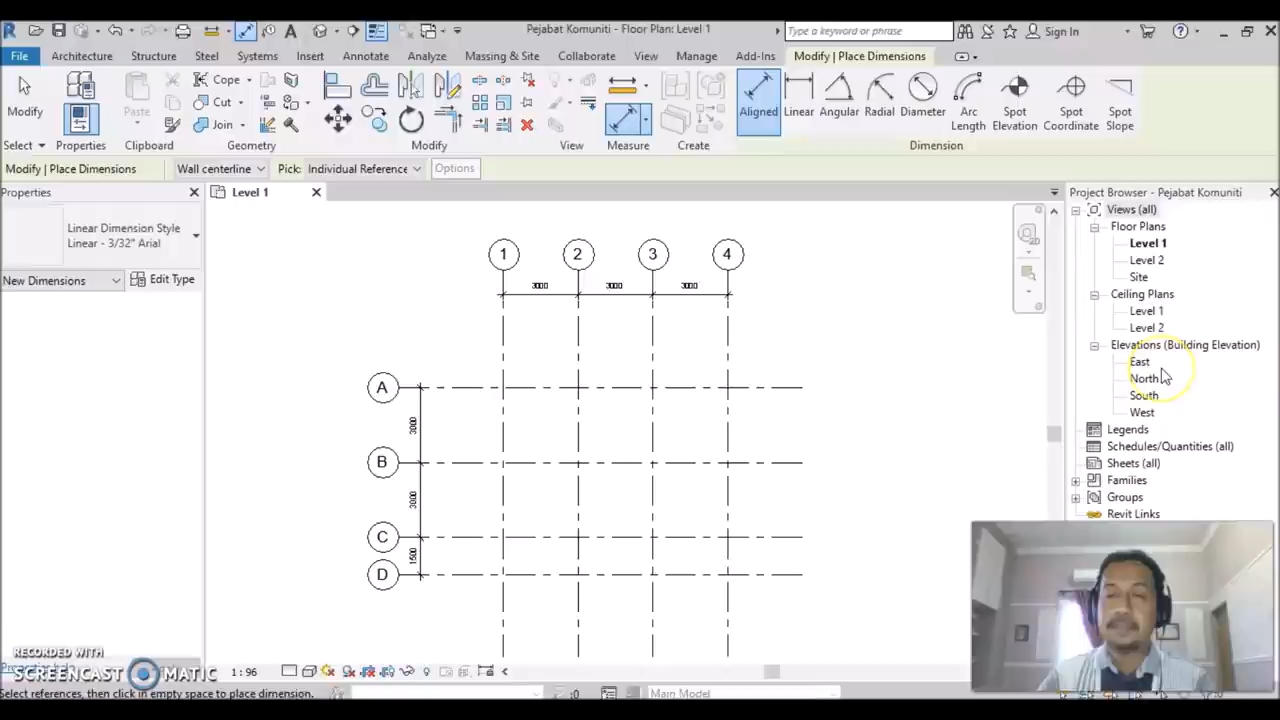 Pejabat Komuniti - Floor Plan: Level 1
Type a keyword or phrase
Sign In
File Architecture Structure Steel Systems Insert Annotate Analyze Massing & Site Collaborate View Manage Add-Ins Modify | Place Dimensions
Modify
Paste
Cope
Cut
Join
Aligned Linear Angular Radial Diameter Arc Length Spot Elevation Spot Coordinate Spot Slope
Select Properties Clipboard Geometry Modify View Measure Create Dimension
Modify | Place Dimensions Wall centerline Pick: Individual Reference Options
Properties
Level 1
Project Browser - Pejabat Komuniti
Linear Dimension Style
Linear - 3/32" Arial
New Dimensions Edit Type
1 2 3 4
3000 3000 3000
A
3000
B
3000
C
1500
D
2D
Views (all)
Floor Plans
Level 1
Level 2
Site
Ceiling Plans
Level 1
Level 2
Elevations (Building Elevation)
East
North
South
West
Legends
Schedules/Quantities (all)
Sheets (all)
Families
Groups
Revit Links
RECORDED WITH
SCREENCAST MATIC
1 : 96
Select references, then click in empty space to place dimension.
:0
Main Model